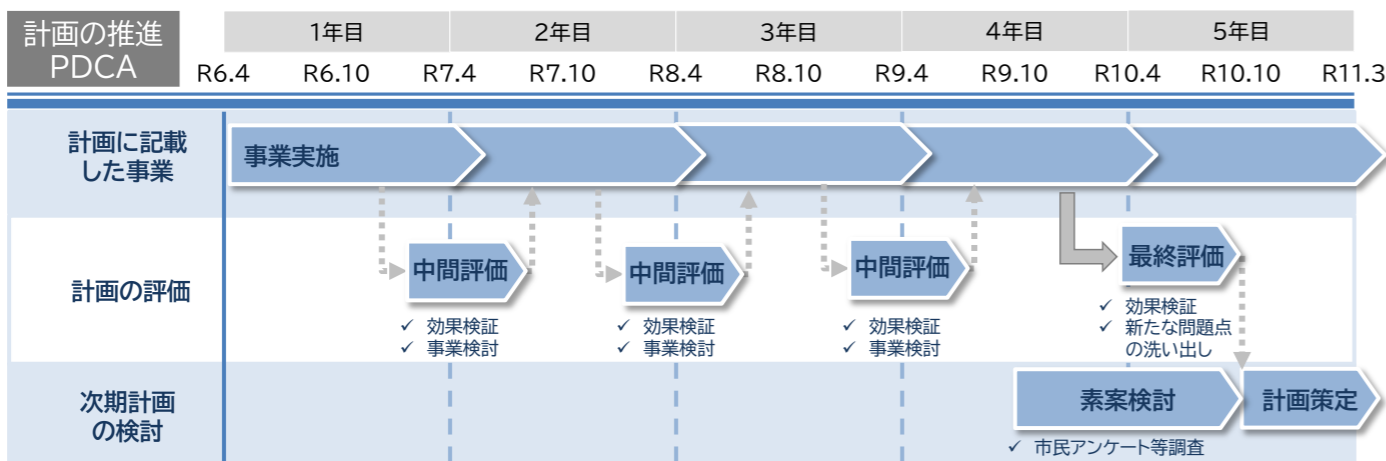 計画の推進
PDCA
1年目
2年目
3年目
4年目
5年目
R6.4
R6.10
R7.4
R7.10
R8.4
R8.10
R9.4
R9.10
R10.4
R10.10
R11.3
計画に記載
した事業
事業実施
計画の評価
中間評価
✓ 効果検証
✓ 事業検討
中間評価
✓ 効果検証
✓ 事業検討
中間評価
✓ 効果検証
✓ 事業検討
最終評価
✓ 効果検証
✓ 新たな問題点
の洗い出し
次期計画
の検討
素案検討
計画策定
✓ 市民アンケート等調査